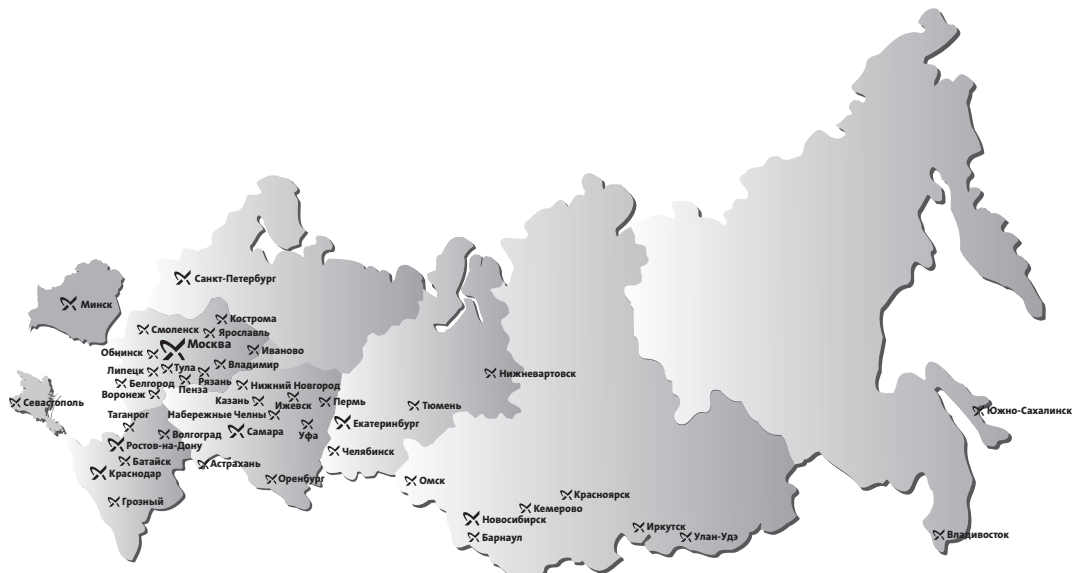 Санкт-Петербург
Минск
Кострома
Смоленск
Ярославль
Москва
Обнинск
Иваново
Владимир
Липецк
Тула
Рязань
Белгород
Пенза
Нижний Новгород
Нижневартовск
Воронеж
Казань
Ижевск
Пермь
Севастополь
Тюмень
Южно-Сахалинск
Таганрог
Набережные Челны
Екатеринбург
Волгоград
Самара
Уфа
Ростов-на-Дону
Челябинск
Батайск
Астрахань
Краснодар
Оренбург
Омск
Грозный
Красноярск
Кемерово
Новосибирск
Иркутск
Барнаул
Улан-Удэ
Владивосток